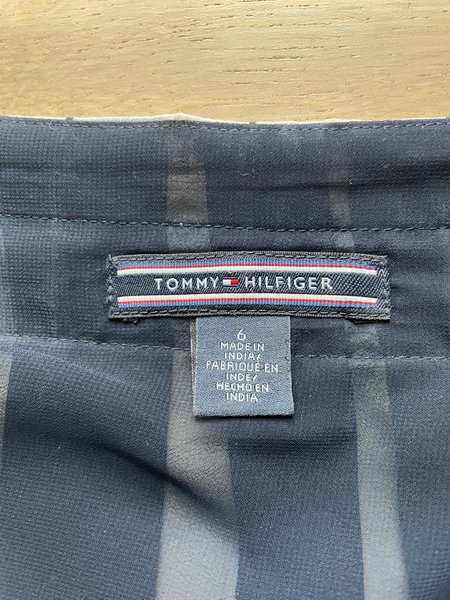 TOMMY HILFIGER
6
MADE IN
INDIA/
FABRIQUÉ EN
INDE/
HECHO EN
INDIA